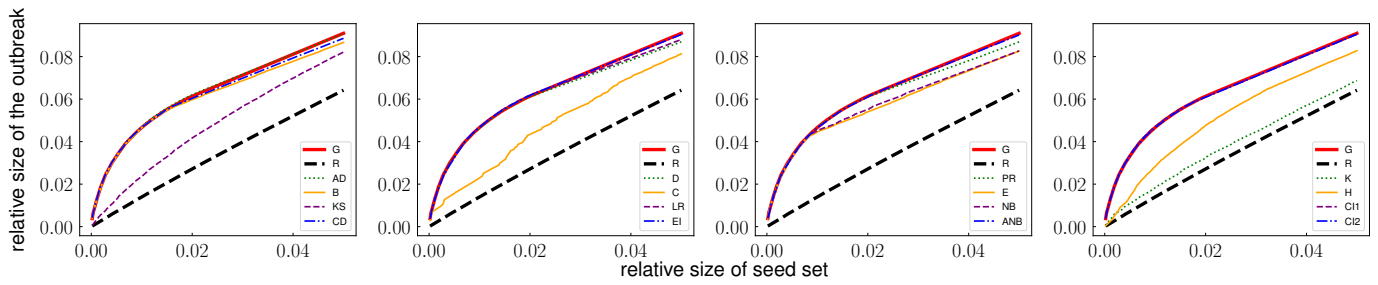 relative size of the outbreak
0.08
0.06
0.04
0.02
0.00
0.00
0.02
0.04
G
R
AD
B
KS
CD
0.08
0.06
0.04
0.02
0.00
0.00
0.02
0.04
G
R
D
C
LR
EI
0.08
0.06
0.04
0.02
0.00
0.00
0.02
0.04
G
R
PR
E
NB
ANB
0.08
0.06
0.04
0.02
0.00
0.00
0.02
0.04
G
R
K
H
CI1
CI2
relative size of seed set